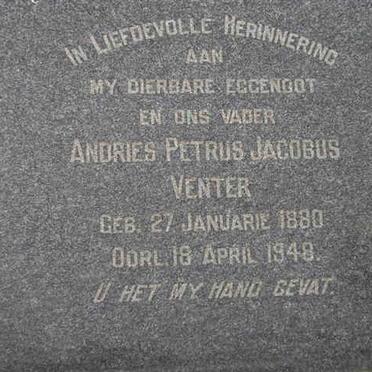 IN LIEFDEVOLLE HERINNERING
AAN
MY DIERBARE EGGENOOT
EN ONS VADER
ANDRIES PETRUS JACOBUS
VENTER
GEB. 27 JANUARIE 1880
OORL. 18 APRIL 1948.
U HET MY HAND GEVAT.